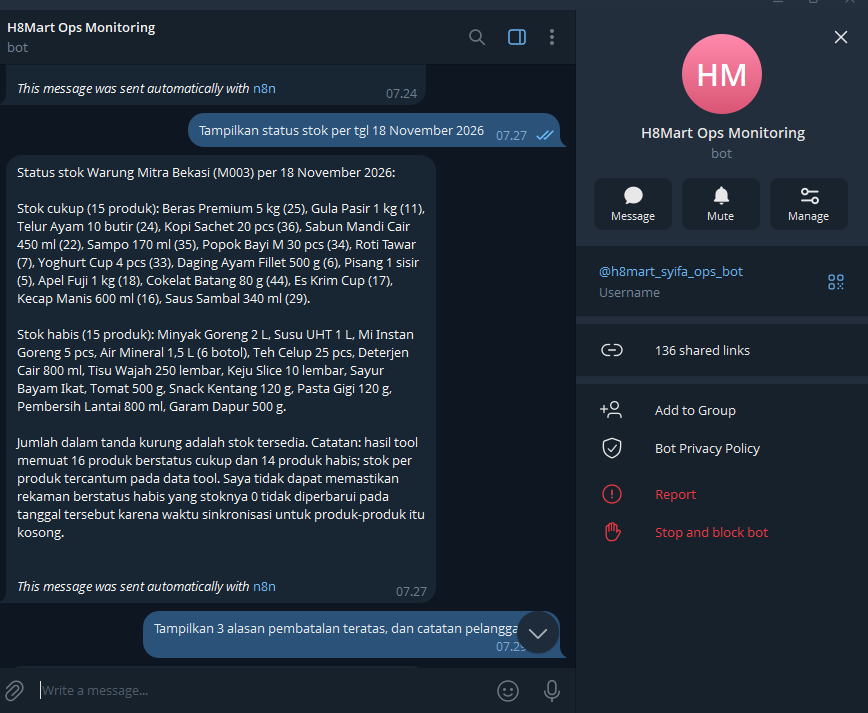 H8Mart Ops Monitoring
bot
This message was sent automatically with n8n
07.24
Tampilkan status stok per tgl 18 November 2026
07.27
Status stok Warung Mitra Bekasi (M003) per 18 November 2026:
Stok cukup (15 produk): Beras Premium 5 kg (25), Gula Pasir 1 kg (11),
Telur Ayam 10 butir (24), Kopi Sachet 20 pcs (36), Sabun Mandi Cair
450 ml (22), Sampo 170 ml (35), Popok Bayi M 30 pcs (34), Roti Tawar
(7), Yoghurt Cup 4 pcs (33), Daging Ayam Fillet 500 g (6), Pisang 1 sisir
(5), Apel Fuji 1 kg (18), Cokelat Batang 80 g (44), Es Krim Cup (17),
Kecap Manis 600 ml (16), Saus Sambal 340 ml (29).
Stok habis (15 produk): Minyak Goreng 2 L, Susu UHT 1 L, Mi Instan
Goreng 5 pcs, Air Mineral 1,5 L (6 botol), Teh Celup 25 pcs, Deterjen
Cair 800 ml, Tisu Wajah 250 lembar, Keju Slice 10 lembar, Sayur
Bayam Ikat, Tomat 500 g, Snack Kentang 120 g, Pasta Gigi 120 g,
Pembersih Lantai 800 ml, Garam Dapur 500 g.
Jumlah dalam tanda kurung adalah stok tersedia. Catatan: hasil tool
memuat 16 produk berstatus cukup dan 14 produk habis; stok per
produk tercantum pada data tool. Saya tidak dapat memastikan
rekaman berstatus habis yang stoknya 0 tidak diperbarui pada
tanggal tersebut karena waktu sinkronisasi untuk produk-produk itu
kosong.
This message was sent automatically with n8n
07.27
Tampilkan 3 alasan pembatalan teratas, dan catatan
Write a message...
HM
H8Mart Ops Monitoring
bot
Message
Mute
Manage
@h8mart_syifa_ops_bot
Username
136 shared links
Add to Group
Bot Privacy Policy
Report
Stop and block bot